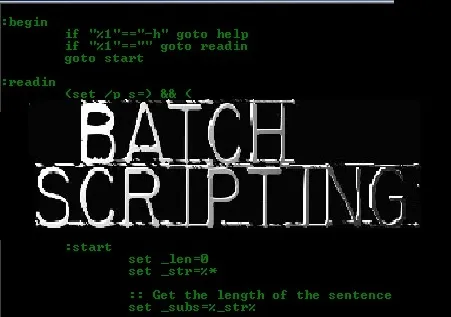 :begin
if "%1"=="-h" goto help
if "%1"=="" goto readin
goto start
:readin
(set /p s=) && (
BATCH
SCRIPTING
:start
set _len=0
set _str=%*
:: Get the length of the sentence
set _subs=%_str%